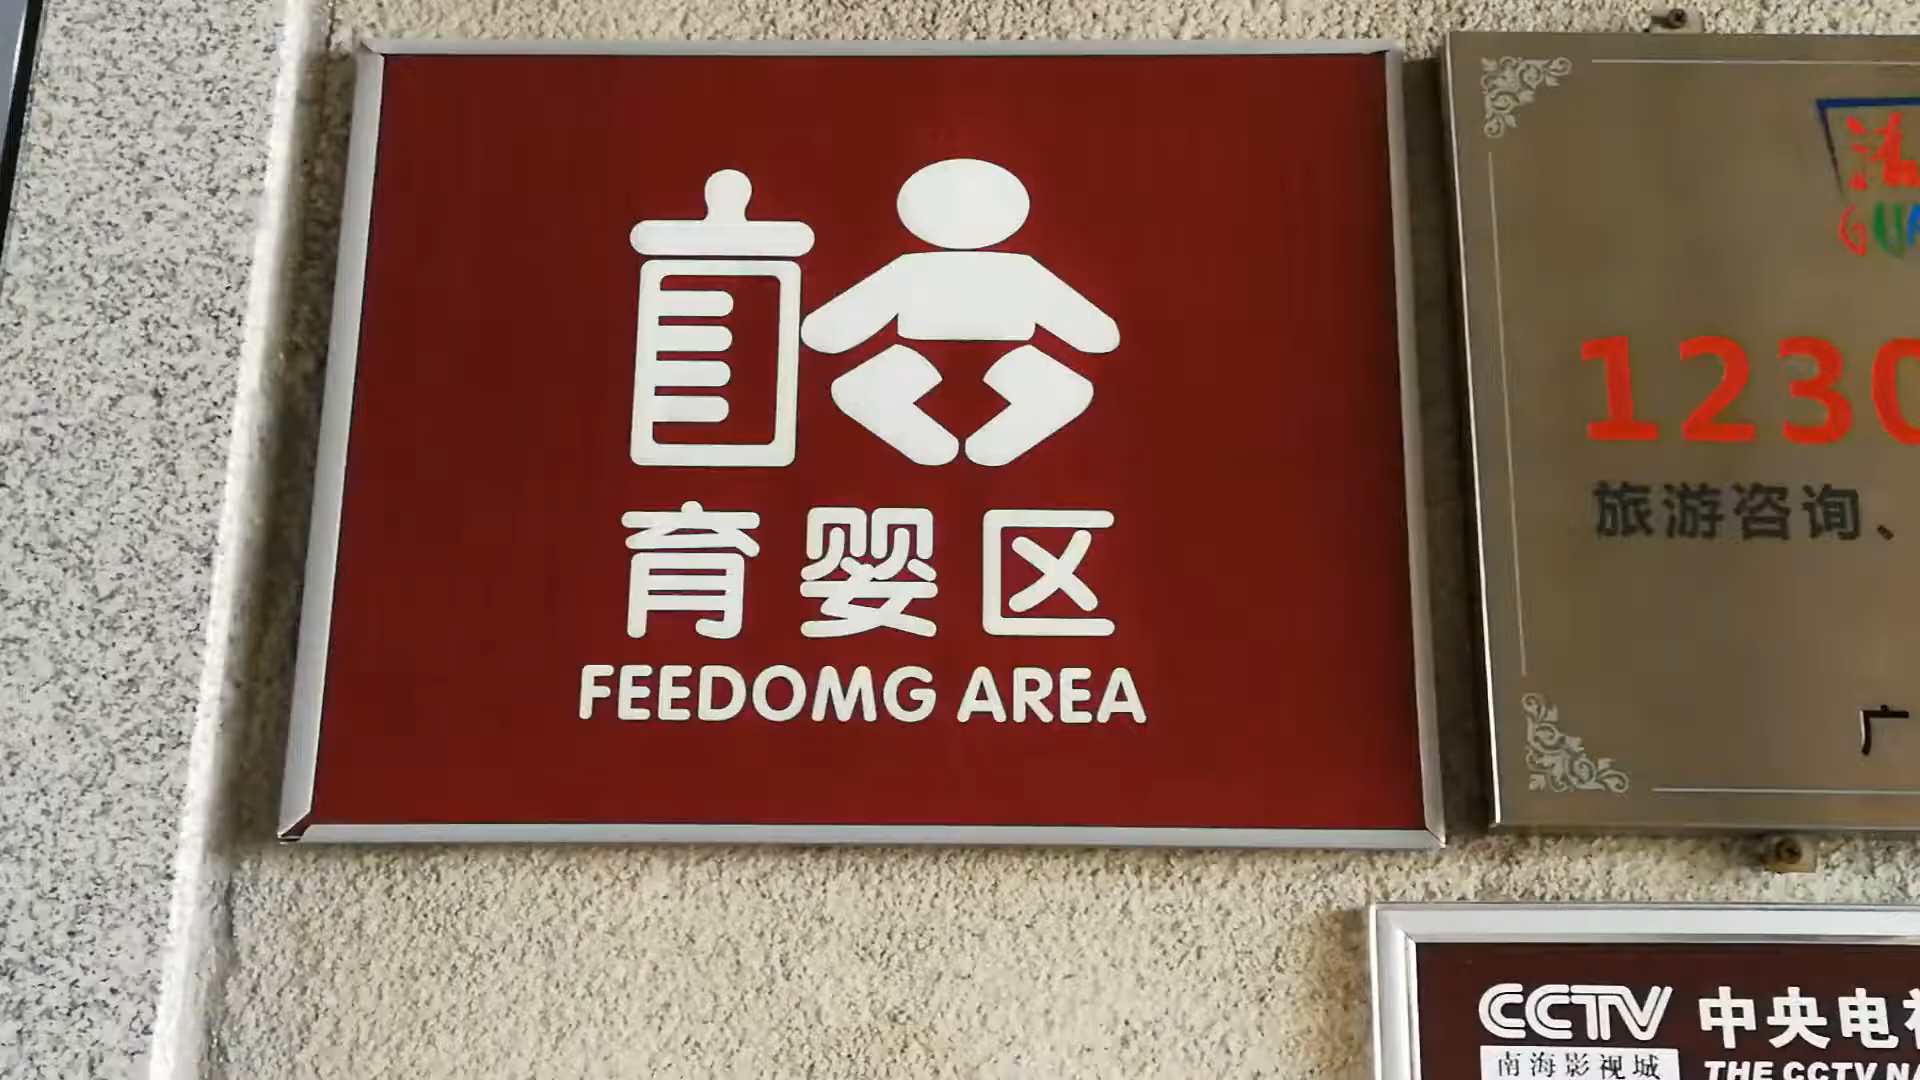 育婴区
FEEDOMG AREA
1230
旅游咨询、
广
CCTV 中央电
南海影视城
THE CCTV NA